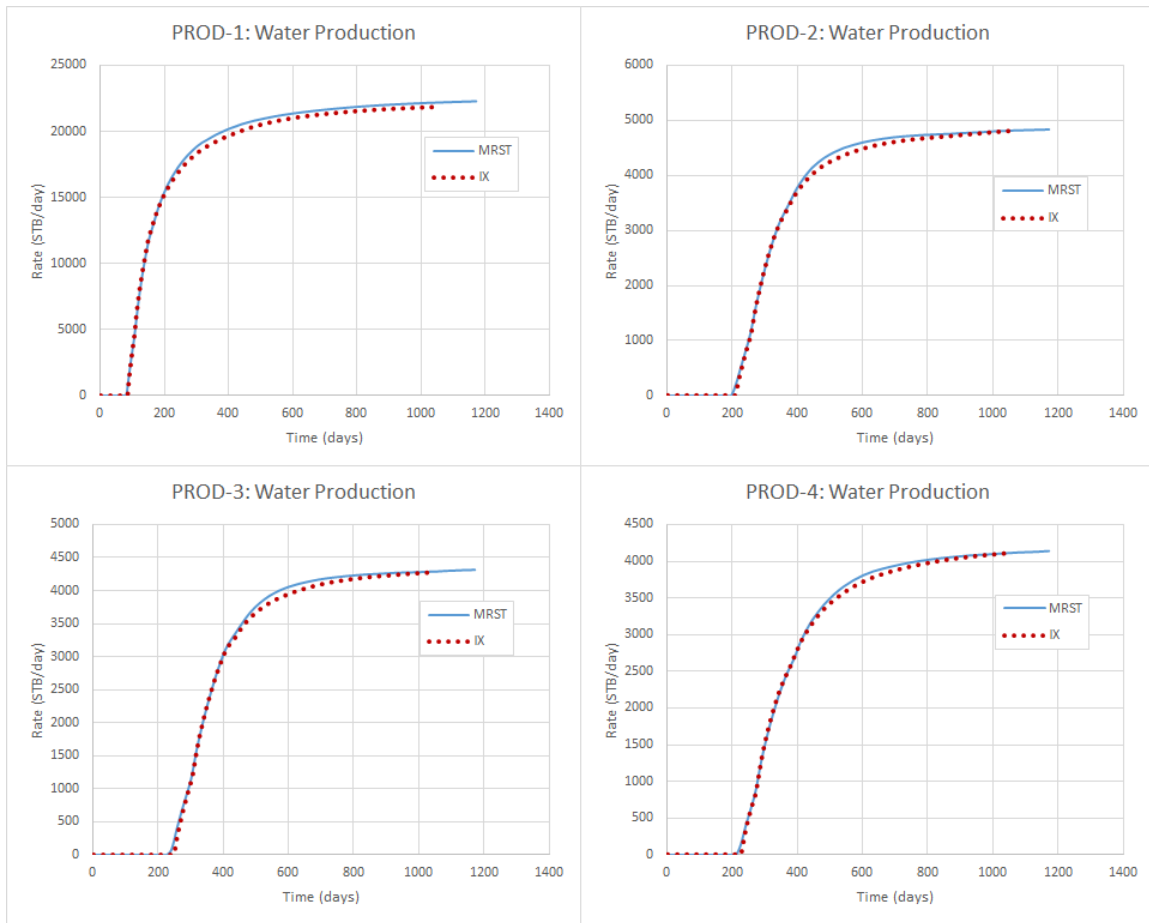 PROD-1: Water Production
25000
20000
15000
10000
5000
0
Rate (STB/day)
MRST
IX
0 200 400 600 800 1000 1200 1400
Time (days)
PROD-2: Water Production
6000
5000
4000
3000
2000
1000
0
Rate (STB/day)
MRST
IX
0 200 400 600 800 1000 1200 1400
Time (days)
PROD-3: Water Production
5000
4500
4000
3500
3000
2500
2000
1500
1000
500
0
Rate (STB/day)
MRST
IX
0 200 400 600 800 1000 1200 1400
Time (days)
PROD-4: Water Production
4500
4000
3500
3000
2500
2000
1500
1000
500
0
Rate (STB/day)
MRST
IX
0 200 400 600 800 1000 1200 1400
Time (days)